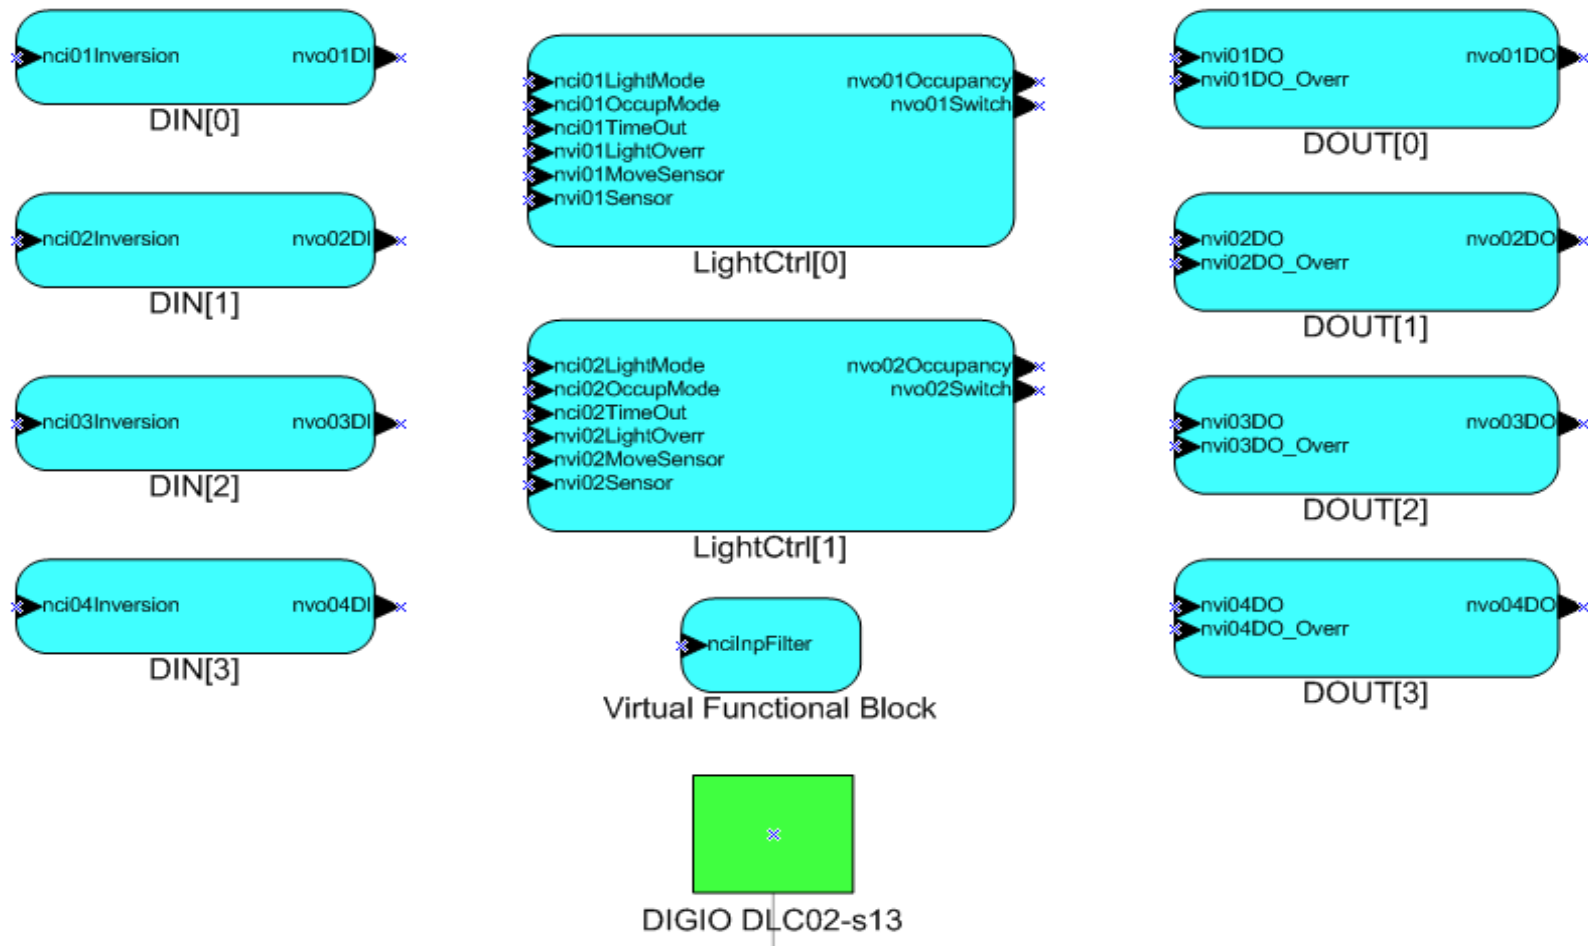 nci01Inversion nvo01DI
DIN[0]
nci02Inversion nvo02DI
DIN[1]
nci03Inversion nvo03DI
DIN[2]
nci04Inversion nvo04DI
DIN[3]
nci01LightMode nvo01Occupancy
nci01OccupMode nvo01Switch
nci01TimeOut
nvi01LightOverr
nvi01MoveSensor
nvi01Sensor
LightCtrl[0]
nci02LightMode nvo02Occupancy
nci02OccupMode nvo02Switch
nci02TimeOut
nvi02LightOverr
nvi02MoveSensor
nvi02Sensor
LightCtrl[1]
nciInpFilter
Virtual Functional Block
DIGIO DLC02-s13
nvi01DO nvo01DO
nvi01DO_Overr
DOUT[0]
nvi02DO nvo02DO
nvi02DO_Overr
DOUT[1]
nvi03DO nvo03DO
nvi03DO_Overr
DOUT[2]
nvi04DO nvo04DO
nvi04DO_Overr
DOUT[3]